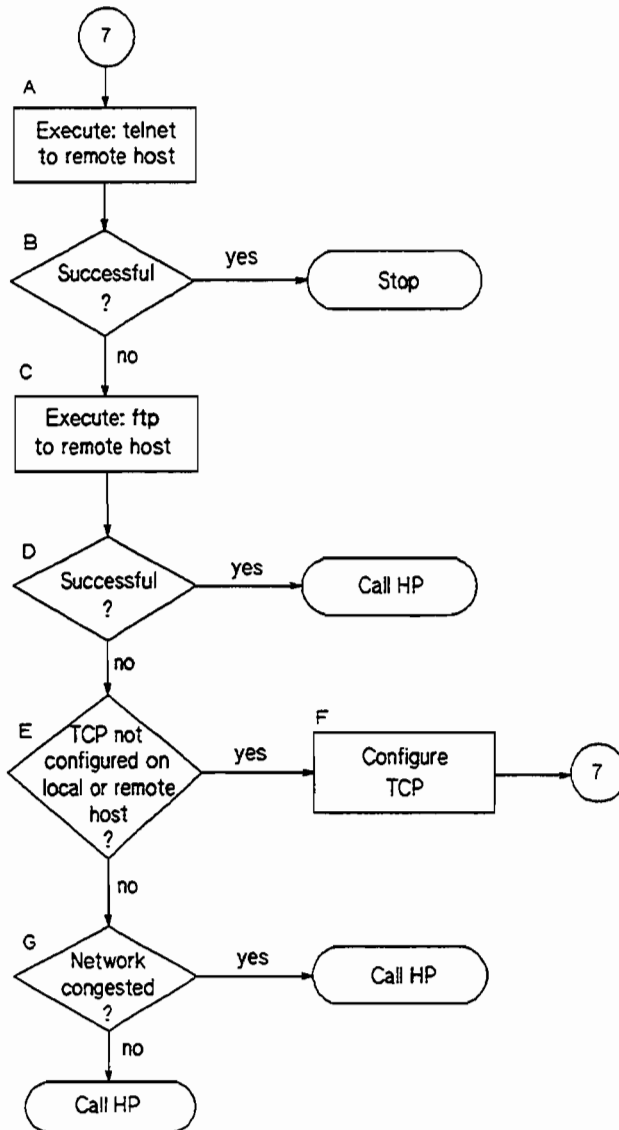 7
A
Execute: telnet
to remote host
B
Successful
?
yes
Stop
no
C
Execute: ftp
to remote host
D
Successful
?
yes
Call HP
no
E
TCP not
configured on
local or remote
host
?
yes
F
Configure
TCP
7
no
G
Network
congested
?
yes
Call HP
no
Call HP